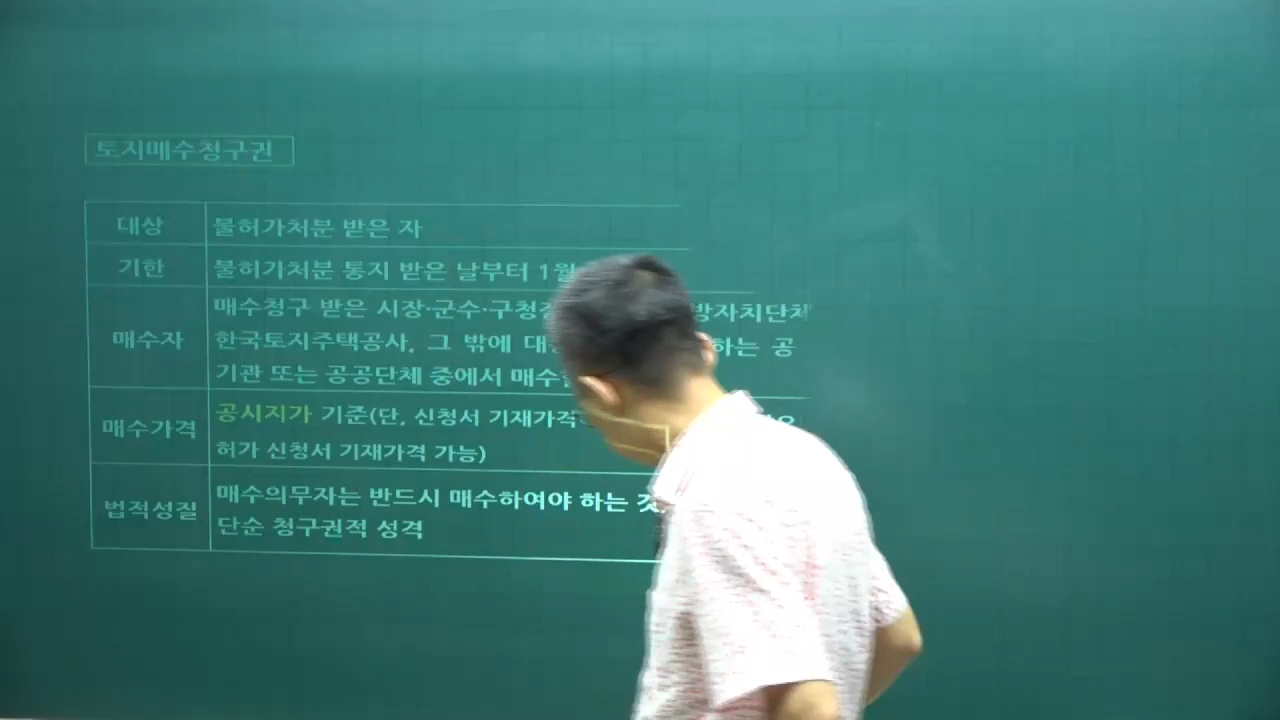 토지매수청구권
대상 불허가처분 받은 자
기한 불허가처분 통지 받은 날부터 1월
매수청구 받은 시장·군수·구청장 방자치단체
매수자 한국토지주택공사, 그 밖에 하는 공
기관 또는 공공단체 중에서
매수가격 공시지가 기준(단, 신청서 기재가격
허가 신청서 기재가격 가능)
법적성질 매수의무자는 반드시 매수하여야 하는
단순 청구권적 성격